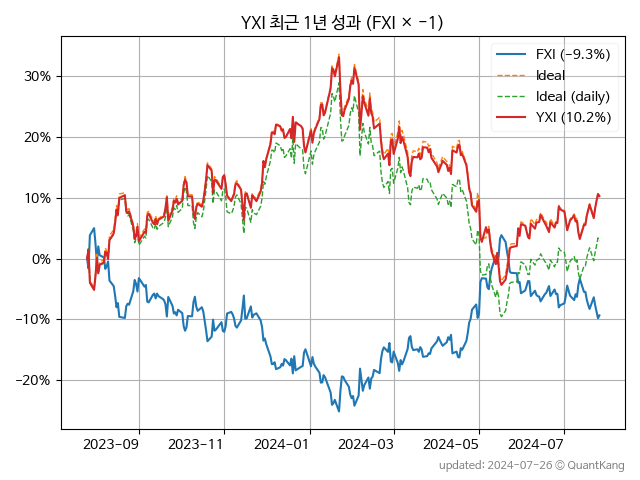 YXI 최근 1년 성과 (FXI × −1)
FXI (−9.3%)
Ideal
Ideal (daily)
YXI (10.2%)
30%
20%
10%
0%
−10%
−20%
2023−09
2023−11
2024−01
2024−03
2024−05
2024−07
updated: 2024−07−26 © QuantKang